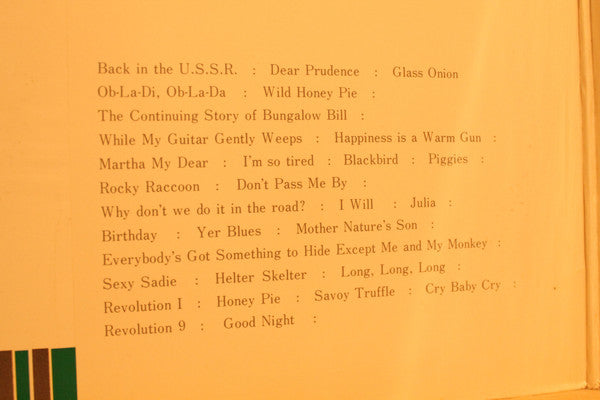 Back in the U.S.S.R. : Dear Prudence : Glass Onion
Ob-La-Di, Ob-La-Da : Wild Honey Pie :
The Continuing Story of Bungalow Bill :
While My Guitar Gently Weeps : Happiness is a Warm Gun :
Martha My Dear : I'm so tired : Blackbird : Piggies :
Rocky Raccoon : Don't Pass Me By :
Why don't we do it in the road? : I Will : Julia :
Birthday : Yer Blues : Mother Nature's Son :
Everybody's Got Something to Hide Except Me and My Monkey :
Sexy Sadie : Helter Skelter : Long, Long, Long :
Revolution I : Honey Pie : Savoy Truffle : Cry Baby Cry :
Revolution 9 : Good Night :